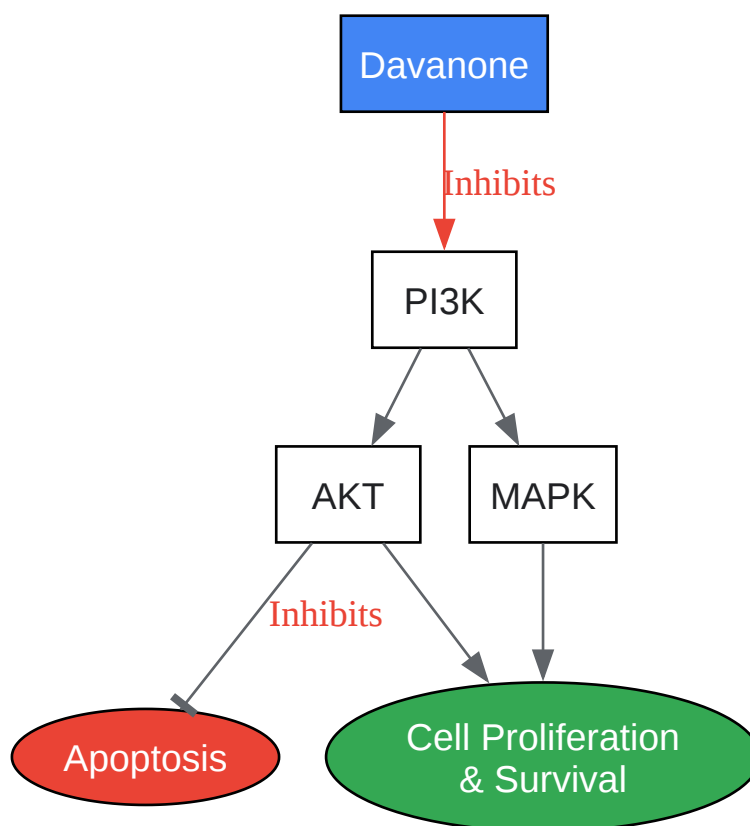 Davanone
Inhibits
PI3K
AKT
MAPK
Inhibits
Apoptosis
Cell Proliferation
& Survival